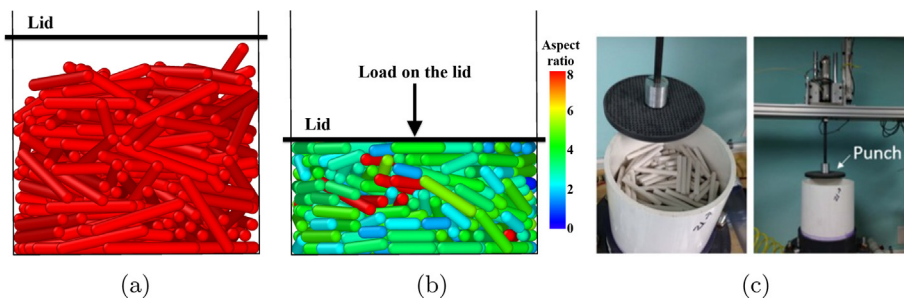 Lid
Load on the lid
Lid
Aspect
ratio
8
6
4
2
0
Punch
(a)
(b)
(c)